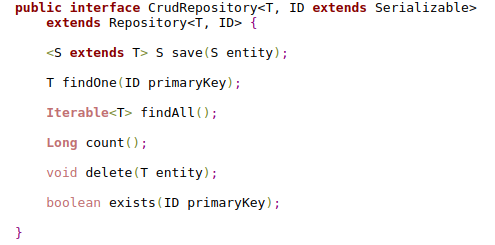 public interface CrudRepository<T, ID extends Serializable>
    extends Repository<T, ID> {
    <S extends T> S save(S entity);
    T findOne(ID primaryKey);
    Iterable<T> findAll();
    Long count();
    void delete(T entity);
    boolean exists(ID primaryKey);
}